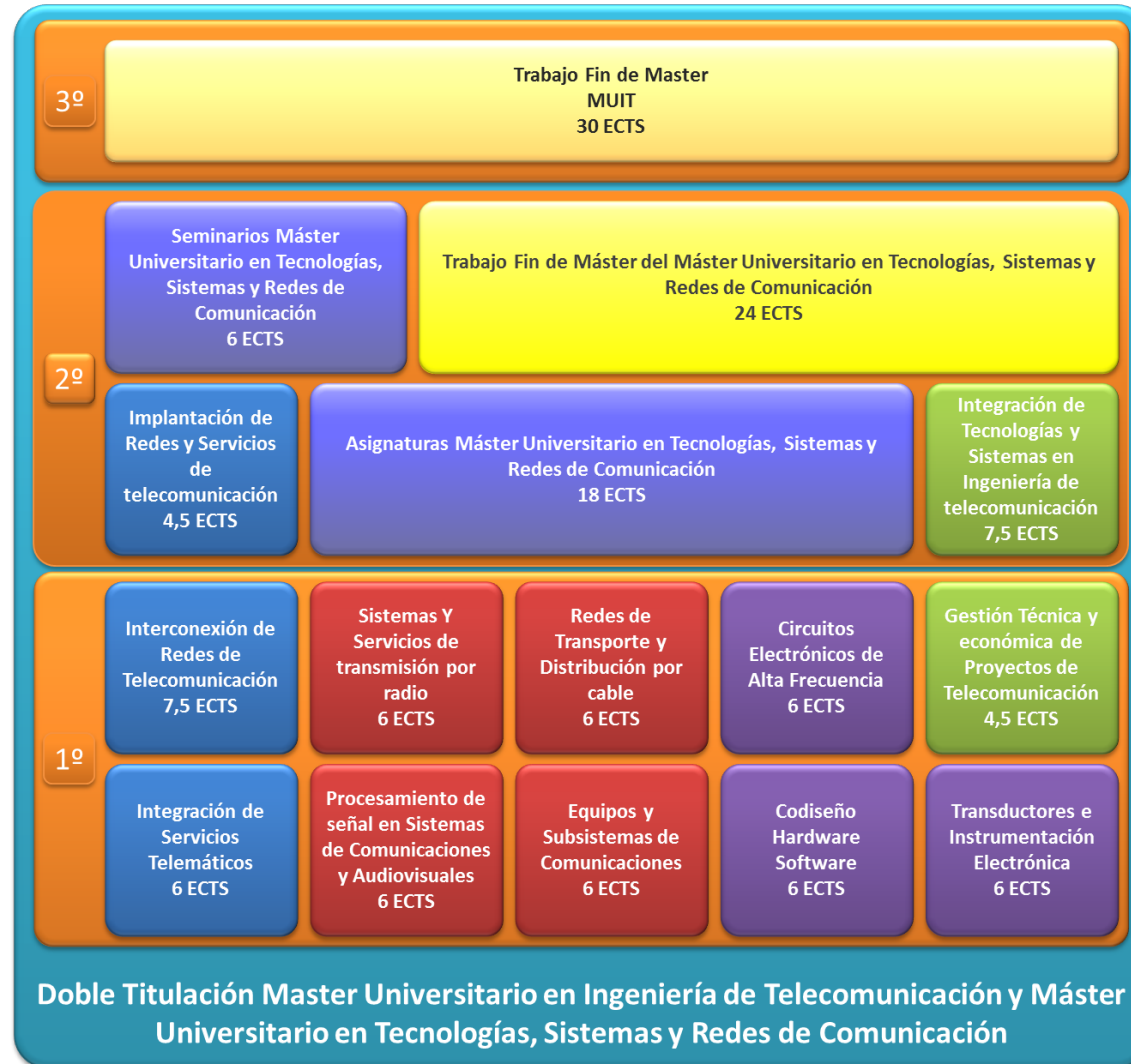 3º
Trabajo Fin de Master
MUIT
30 ECTS
2º
Seminarios Máster
Universitario en Tecnologías,
Sistemas y Redes de
Comunicación
6 ECTS
Trabajo Fin de Máster del Máster Universitario en Tecnologías, Sistemas y
Redes de Comunicación
24 ECTS
Implantación de
Redes y Servicios
de
telecomunicación
4,5 ECTS
Asignaturas Máster Universitario en Tecnologías, Sistemas y
Redes de Comunicación
18 ECTS
Integración de
Tecnologías y
Sistemas en
Ingeniería de
telecomunicación
7,5 ECTS
1º
Interconexión de
Redes de
Telecomunicación
7,5 ECTS
Sistemas Y
Servicios de
transmisión por
radio
6 ECTS
Redes de
Transporte y
Distribución por
cable
6 ECTS
Circuitos
Electrónicos de
Alta Frecuencia
6 ECTS
Gestión Técnica y
económica de
Proyectos de
Telecomunicación
4,5 ECTS
Integración de
Servicios
Telemáticos
6 ECTS
Procesamiento de
señal en Sistemas
de Comunicaciones
y Audiovisuales
6 ECTS
Equipos y
Subsistemas de
Comunicaciones
6 ECTS
Codiseño
Hardware
Software
6 ECTS
Transductores e
Instrumentación
Electrónica
6 ECTS
Doble Titulación Master Universitario en Ingeniería de Telecomunicación y Máster
Universitario en Tecnologías, Sistemas y Redes de Comunicación